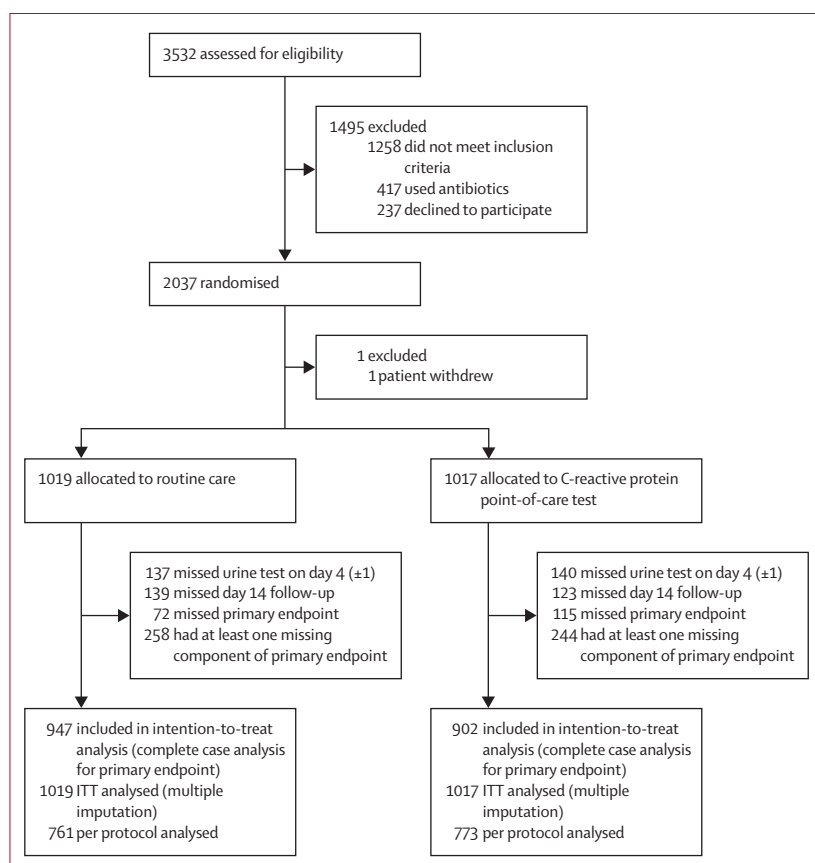 3532 assessed for eligibility
1495 excluded
1258 did not meet inclusion
criteria
417 used antibiotics
237 declined to participate
2037 randomised
1 excluded
1 patient withdrew
1019 allocated to routine care
1017 allocated to C-reactive protein
point-of-care test
137 missed urine test on day 4 (±1)
139 missed day 14 follow-up
72 missed primary endpoint
258 had at least one missing
component of primary endpoint
140 missed urine test on day 4 (±1)
123 missed day 14 follow-up
115 missed primary endpoint
244 had at least one missing
component of primary endpoint
947 included in intention-to-treat
analysis (complete case analysis
for primary endpoint)
1019 ITT analysed (multiple
imputation)
761 per protocol analysed
902 included in intention-to-treat
analysis (complete case analysis
for primary endpoint)
1017 ITT analysed (multiple
imputation)
773 per protocol analysed